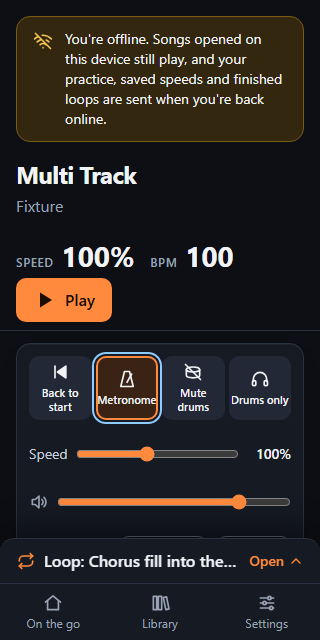 You're offline. Songs opened on
this device still play, and your
practice, saved speeds and finished
loops are sent when you're back
online.
Multi Track
Fixture
SPEED 100% BPM 100
Play
Back to
start
Metronome
Mute
drums
Drums only
Speed 100%
Loop: Chorus fill into the... Open
On the go Library Settings